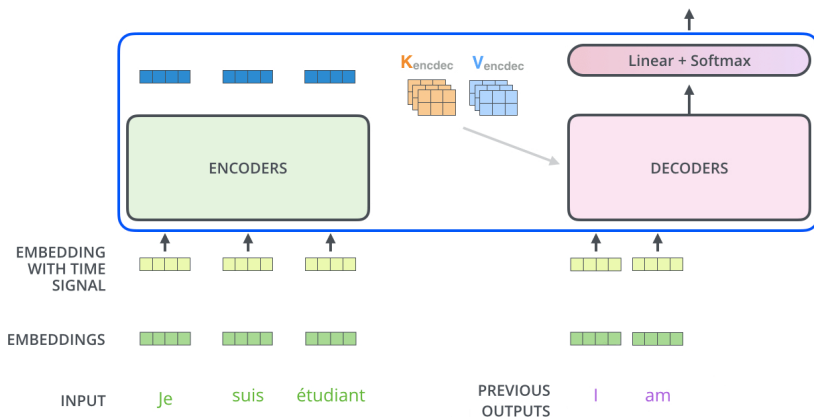 Kencdec Vencdec
Linear + Softmax
ENCODERS
DECODERS
EMBEDDING
WITH TIME
SIGNAL
EMBEDDINGS
INPUT
Je suis étudiant
PREVIOUS
OUTPUTS
I am